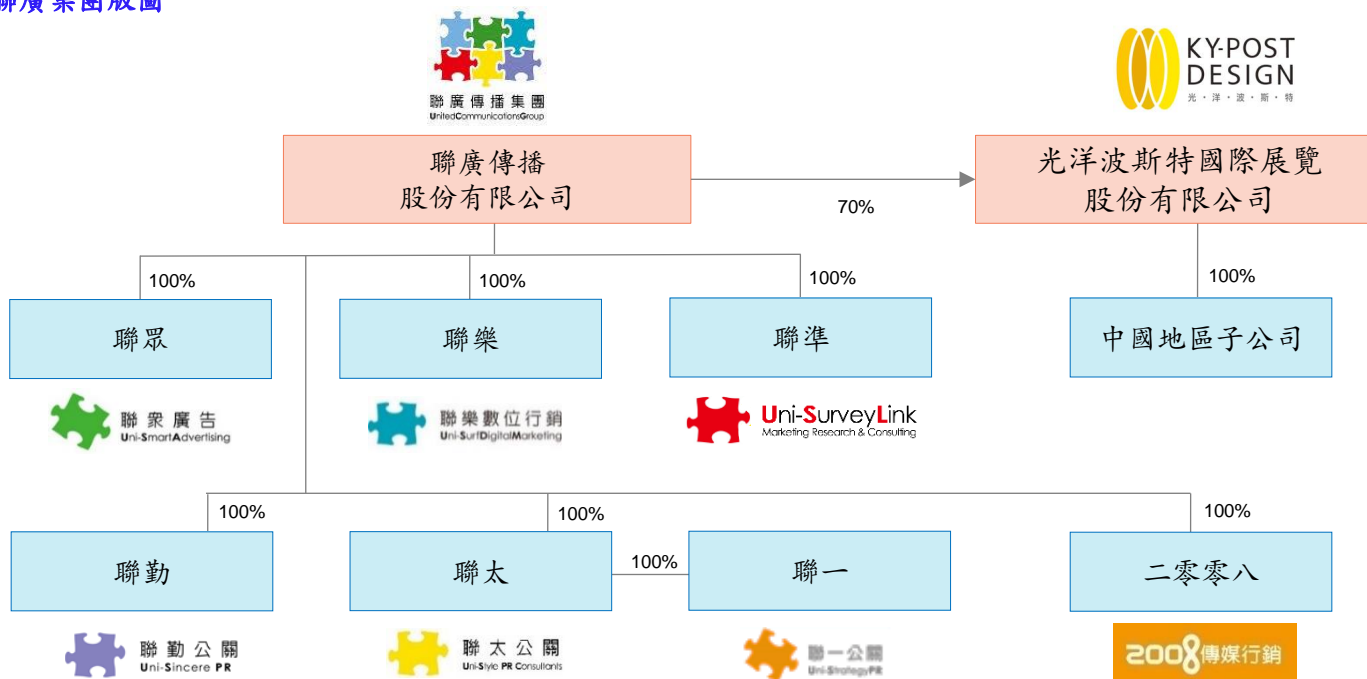 聯廣集團版圖
聯廣傳播集團
UnitedCommunicationsGroup
KY-POST
DESIGN
光・洋・波・斯・特
聯廣傳播
股份有限公司
70%
光洋波斯特國際展覽
股份有限公司
100%
100%
100%
100%
聯眾
聯樂
聯準
中國地區子公司
聯眾廣告
Uni-SmartAdvertising
聯樂數位行銷
Uni-SurfDigitalMarketing
Uni-SurveyLink
Marketing Research & Consulting
100%
100%
100%
聯勤
聯太
100%
聯一
二零零八
聯勤公關
Uni-Sincere PR
聯太公關
Uni-Style PR Consultants
聯一公關
Uni-StrategyPR
2008傳媒行銷